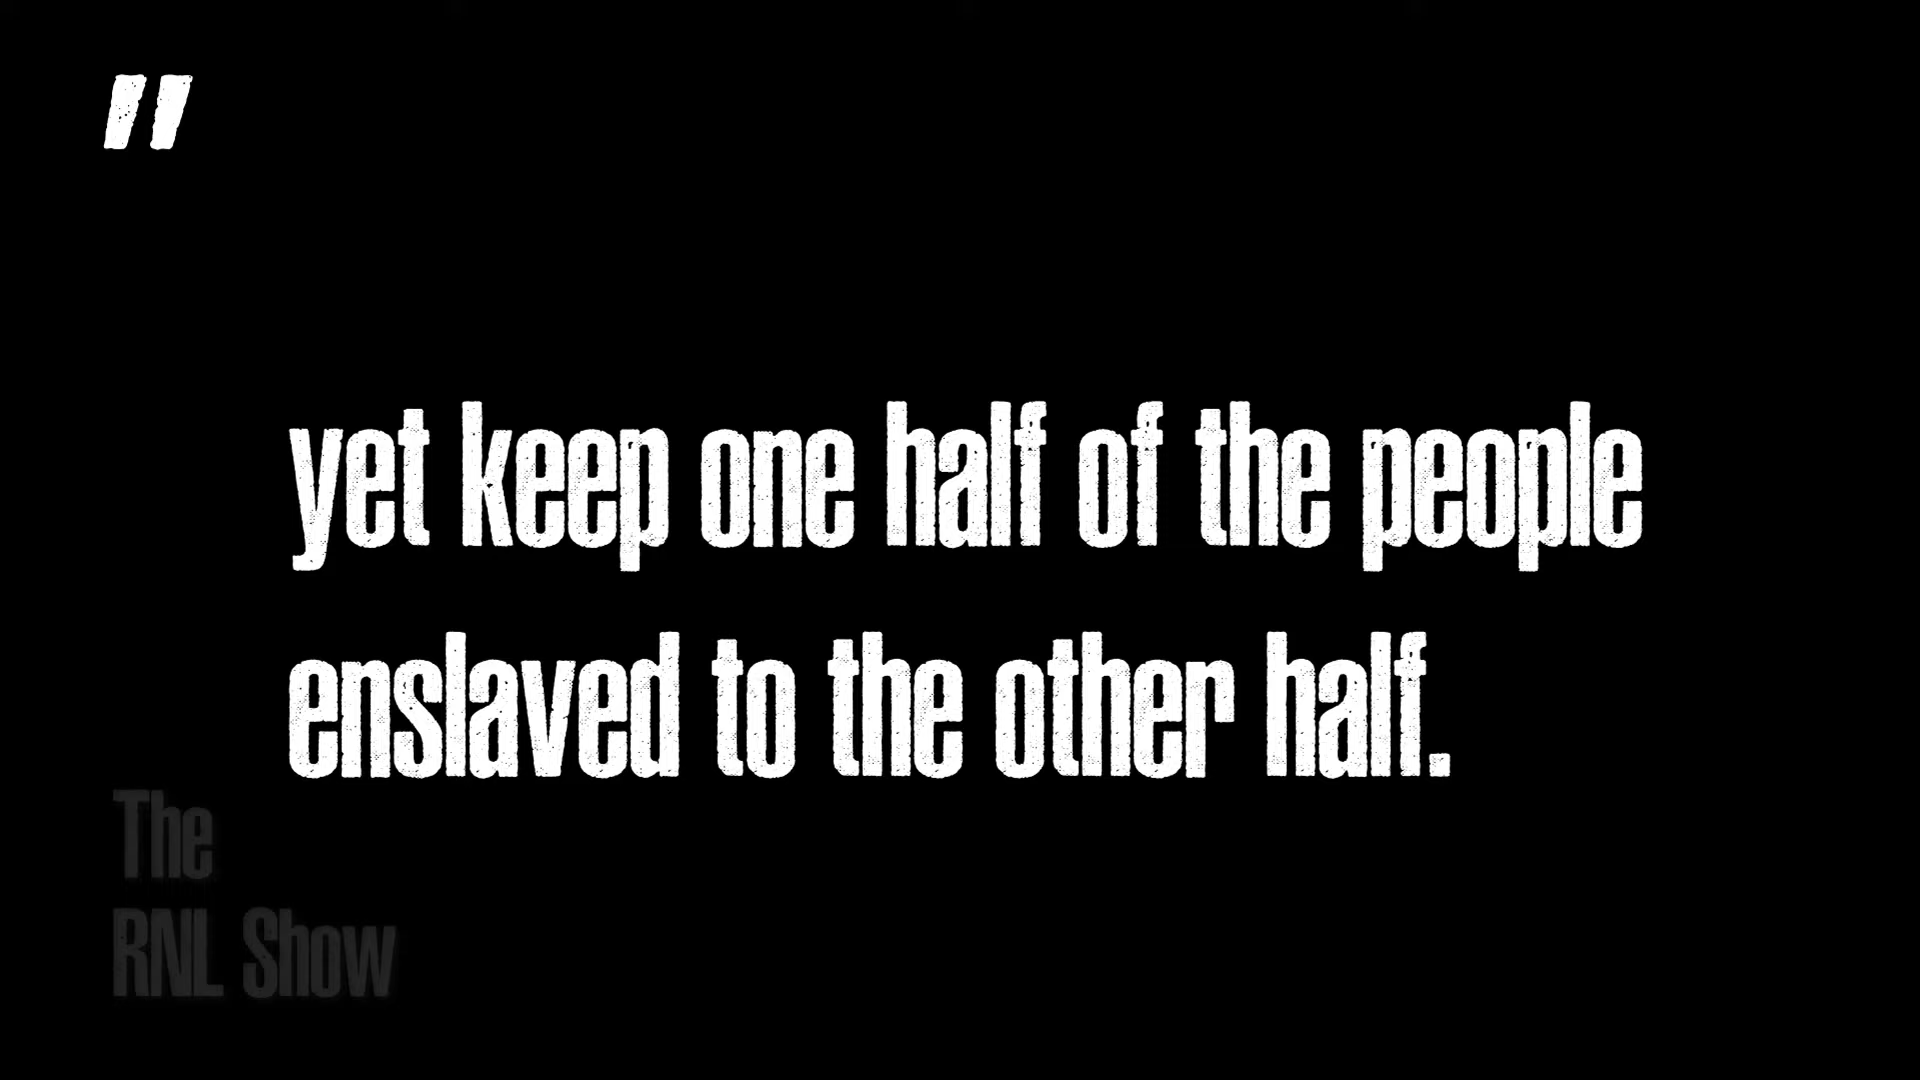 "
yet keep one half of the people
enslaved to the other half.
The
RNL Show